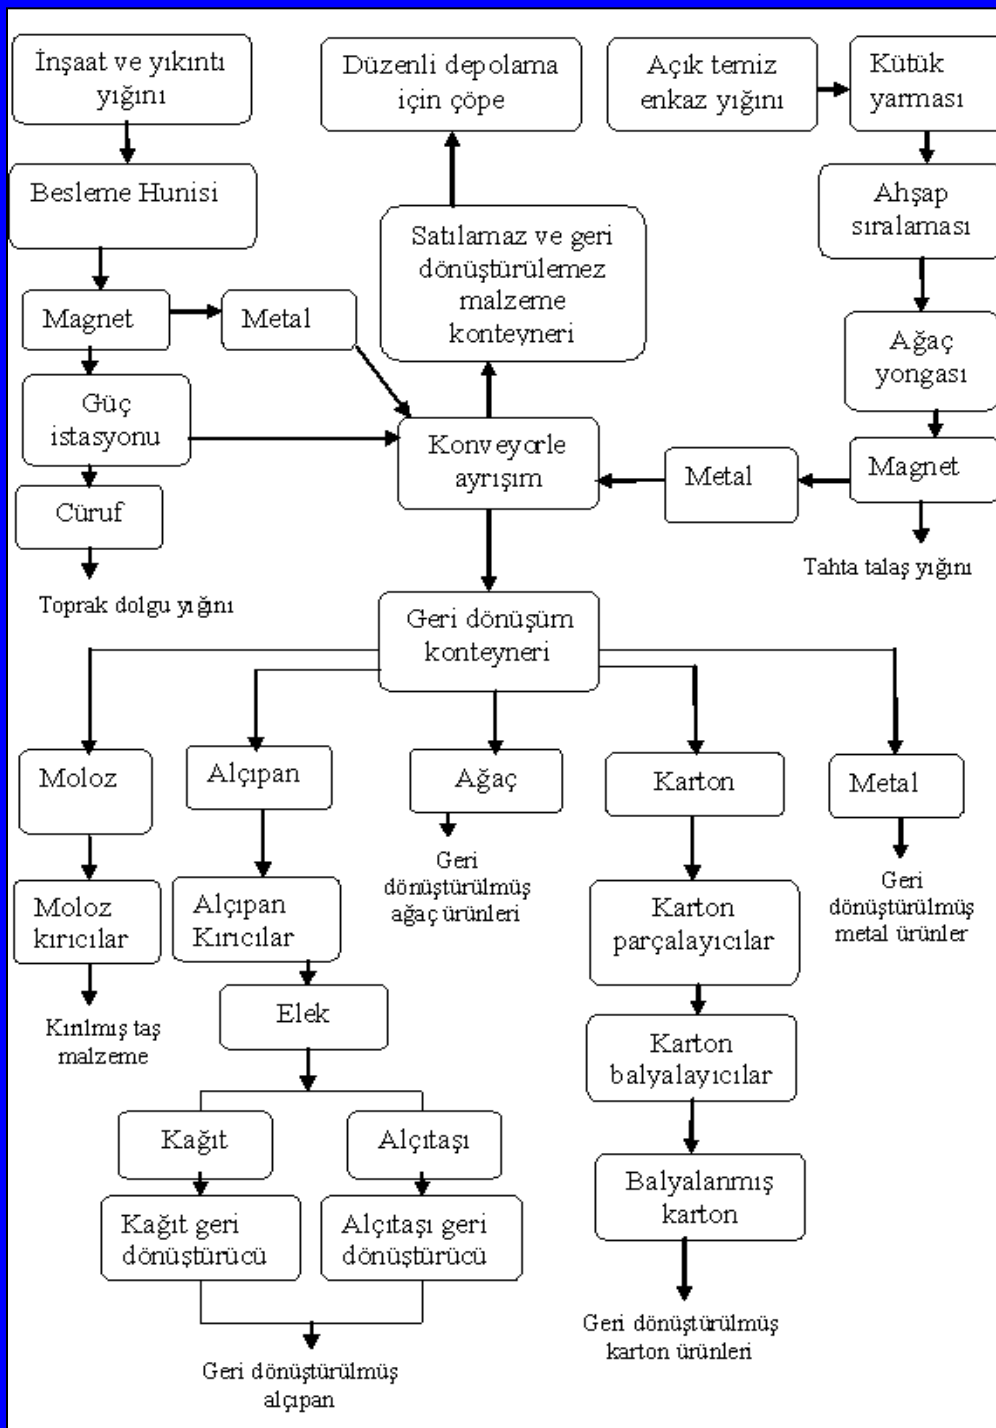 İnşaat ve yıkıntı
yığını
Düzenli depolama
için çöpe
Açık temiz
enkaz yığını
Kütük
yarması
Besleme Hunisi
Ahşap
sıralaması
Satılamaz ve geri
dönüştürülemez
malzeme
konteyneri
Magnet
Metal
Ağaç
yongası
Güç
istasyonu
Konveyorle
ayrışım
Metal
Magnet
Cüruf
Tahta talaş yığını
Toprak dolgu yığını
Geri dönüşüm
konteyneri
Moloz
Alçıpan
Ağaç
Karton
Metal
Geri
dönüştürülmüş
ağaç ürünleri
Geri
dönüştürülmüş
metal ürünler
Moloz
kırıcılar
Alçıpan
Kırıcılar
Karton
parçalayıcılar
Kırılmış taş
malzeme
Elek
Karton
balyalayıcılar
Kağıt
Alçıtaşı
Balyalanmış
karton
Kağıt geri
dönüştürücü
Alçıtaşı geri
dönüştürücü
Geri dönüştürülmüş
karton ürünleri
Geri dönüştürülmüş
alçıpan